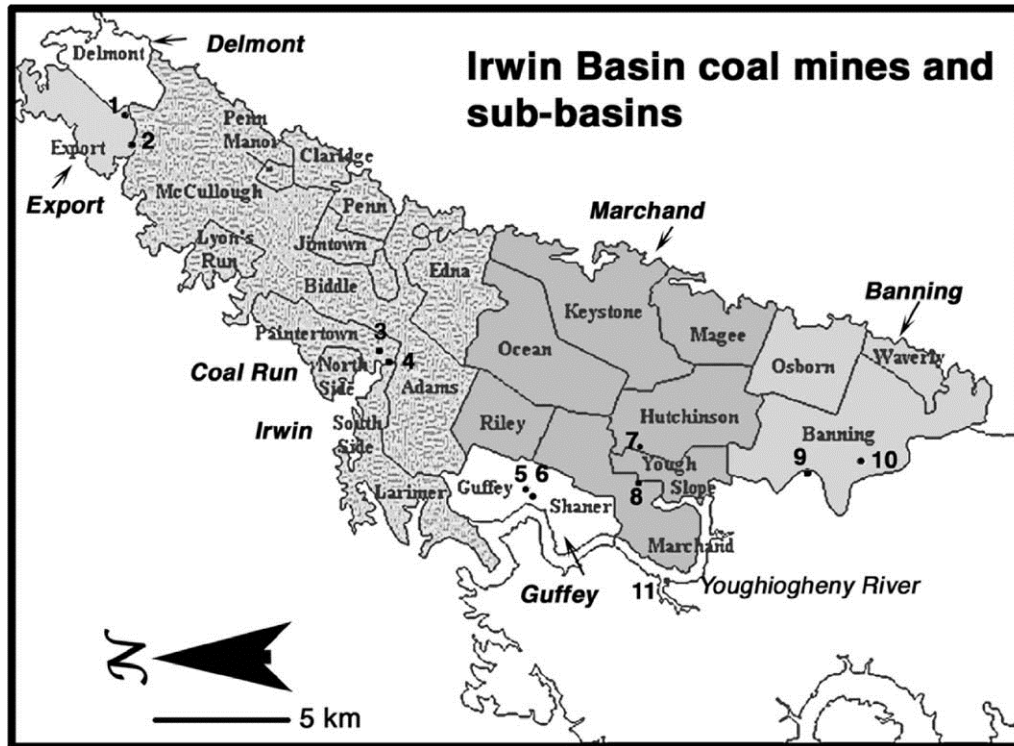 Irwin Basin coal mines and
sub-basins
Delmont
Delmont
1
2
Export
Export
Penn
Manor
Claridge
McCullough
Penn
Lyon's
Run
Jimtown
Biddle
Edna
Marchand
Banning
Keystone
Magee
Waverly
Osborn
Ocean
Paintertown
3
4
North
Side
Coal Run
Adams
Irwin
South
Side
Riley
Hutchinson
7
Banning
9
10
Yough
Slope
8
Larimer
Guffey
5
6
Shaner
Marchand
Guffey
11
Youghiogheny River
N
5 km